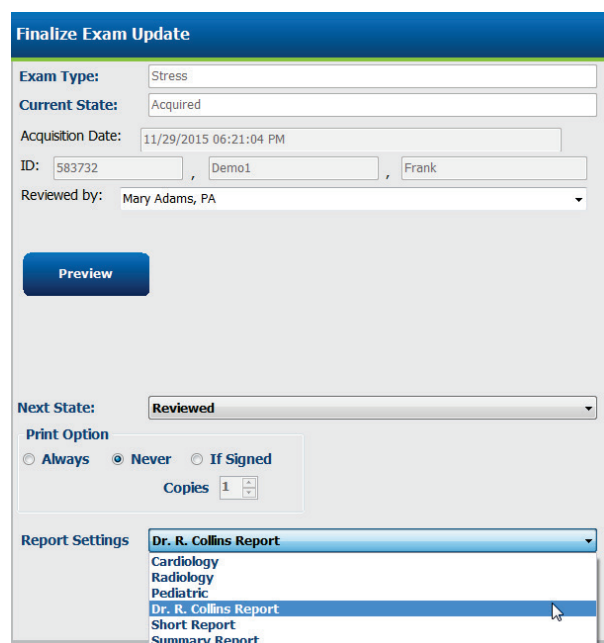 Finalize Exam Update
Exam Type: Stress
Current State: Acquired
Acquisition Date: 11/29/2015 06:21:04 PM
ID: 583732 , Demo1 , Frank
Reviewed by: Mary Adams, PA
Preview
Next State: Reviewed
Print Option
Always Never If Signed
Copies 1
Report Settings Dr. R. Collins Report
Cardiology
Radiology
Pediatric
Dr. R. Collins Report
Short Report
Summary Report